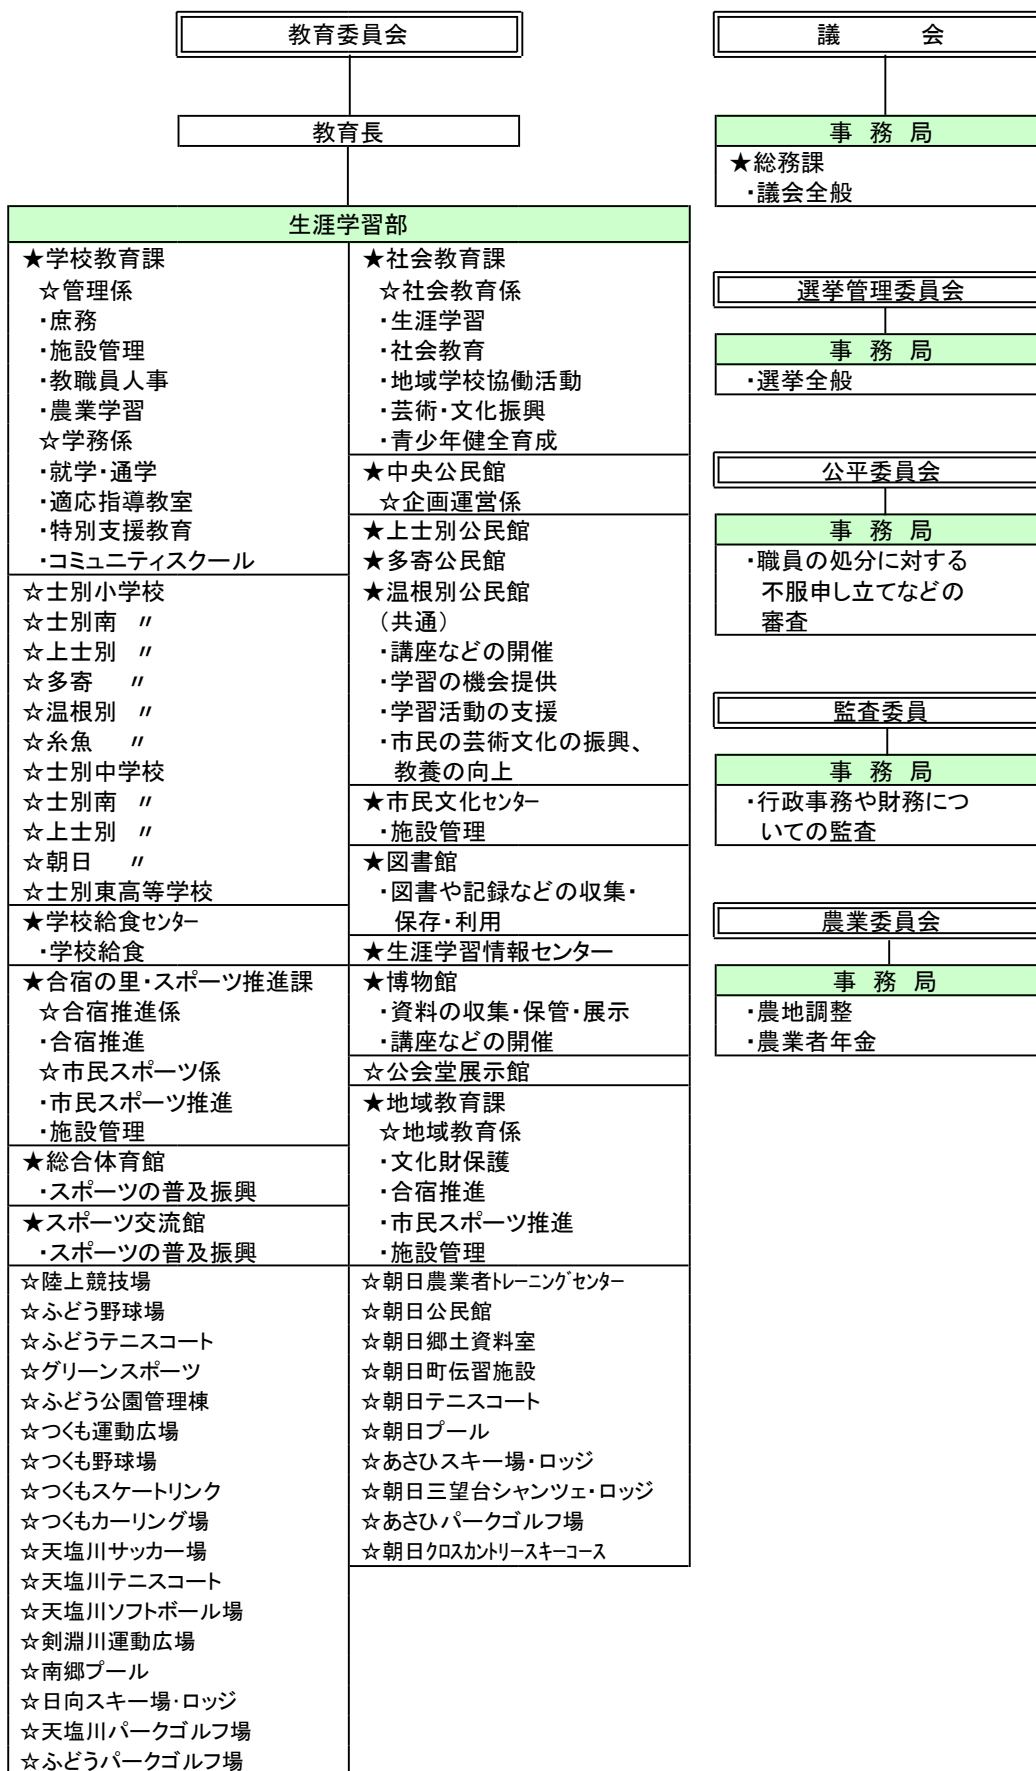 教育委員会
教育長
生涯学習部
★学校教育課
☆管理係
・庶務
・施設管理
・教職員人事
・農業学習
☆学務係
・就学・通学
・適応指導教室
・特別支援教育
・コミュニティスクール
☆士別小学校
☆士別南 〃
☆上士別 〃
☆多寄 〃
☆温根別 〃
☆糸魚 〃
☆士別中学校
☆士別南 〃
☆上士別 〃
☆朝日 〃
☆士別東高等学校
★学校給食センター
・学校給食
★合宿の里・スポーツ推進課
☆合宿推進係
・合宿推進
☆市民スポーツ係
・市民スポーツ推進
・施設管理
★総合体育館
・スポーツの普及振興
★スポーツ交流館
・スポーツの普及振興
☆陸上競技場
☆ふどう野球場
☆ふどうテニスコート
☆グリーンスポーツ
☆ふどう公園管理棟
☆つくも運動広場
☆つくも野球場
☆つくもスケートリンク
☆つくもカーリング場
☆天塩川サッカー場
☆天塩川テニスコート
☆天塩川ソフトボール場
☆剣淵川運動広場
☆南郷プール
☆日向スキー場・ロッジ
☆天塩川パークゴルフ場
☆ふどうパークゴルフ場
★社会教育課
☆社会教育係
・生涯学習
・社会教育
・地域学校協働活動
・芸術・文化振興
・青少年健全育成
★中央公民館
☆企画運営係
★上士別公民館
★多寄公民館
★温根別公民館
（共通）
・講座などの開催
・学習の機会提供
・学習活動の支援
・市民の芸術文化の振興、
教養の向上
★市民文化センター
・施設管理
★図書館
・図書や記録などの収集・
保存・利用
★生涯学習情報センター
★博物館
・資料の収集・保管・展示
・講座などの開催
☆公会堂展示館
★地域教育課
☆地域教育係
・文化財保護
・合宿推進
・市民スポーツ推進
・施設管理
☆朝日農業者トレーニングセンター
☆朝日公民館
☆朝日郷土資料室
☆朝日町伝習施設
☆朝日テニスコート
☆朝日プール
☆あさひスキー場・ロッジ
☆朝日三望台シャンツェ・ロッジ
☆あさひパークゴルフ場
☆朝日クロスカントリースキーコース
議 会
事 務 局
★総務課
・議会全般
選挙管理委員会
事 務 局
・選挙全般
公平委員会
事 務 局
・職員の処分に対する
不服申し立てなどの
審査
監査委員
事 務 局
・行政事務や財務につ
いての監査
農業委員会
事 務 局
・農地調整
・農業者年金